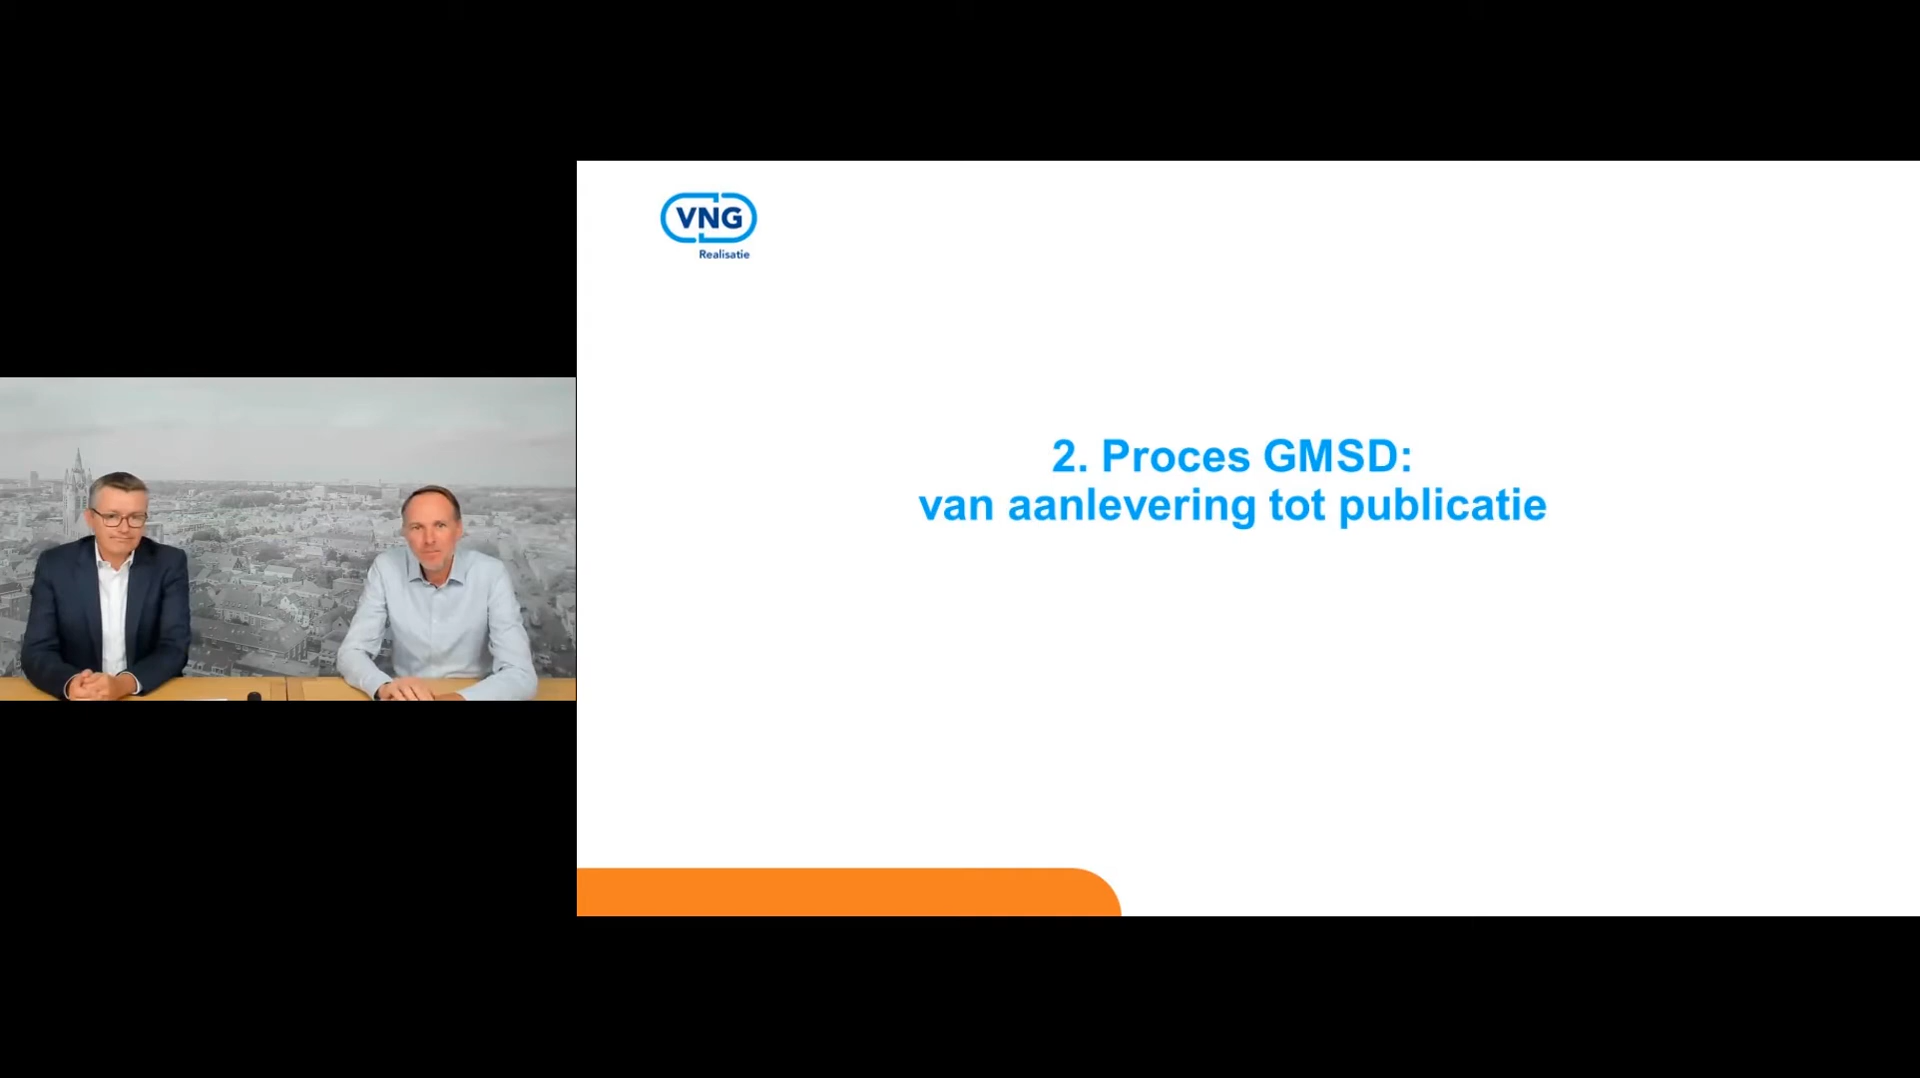 VNG
Realisatie
2. Proces GMSD:
van aanlevering tot publicatie